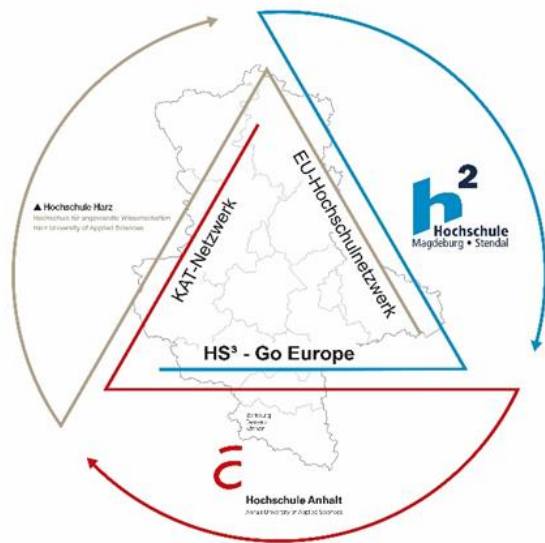 h2
Hochschule
Magdeburg • Stendal
EU-Hochschulnetzwerk
▲ Hochschule Harz
Hochschule für angewandte Wissenschaften
Harz University of Applied Sciences
KAT-Netzwerk
HS³ - Go Europe
Hochschule Anhalt
Anhalt University of Applied Sciences